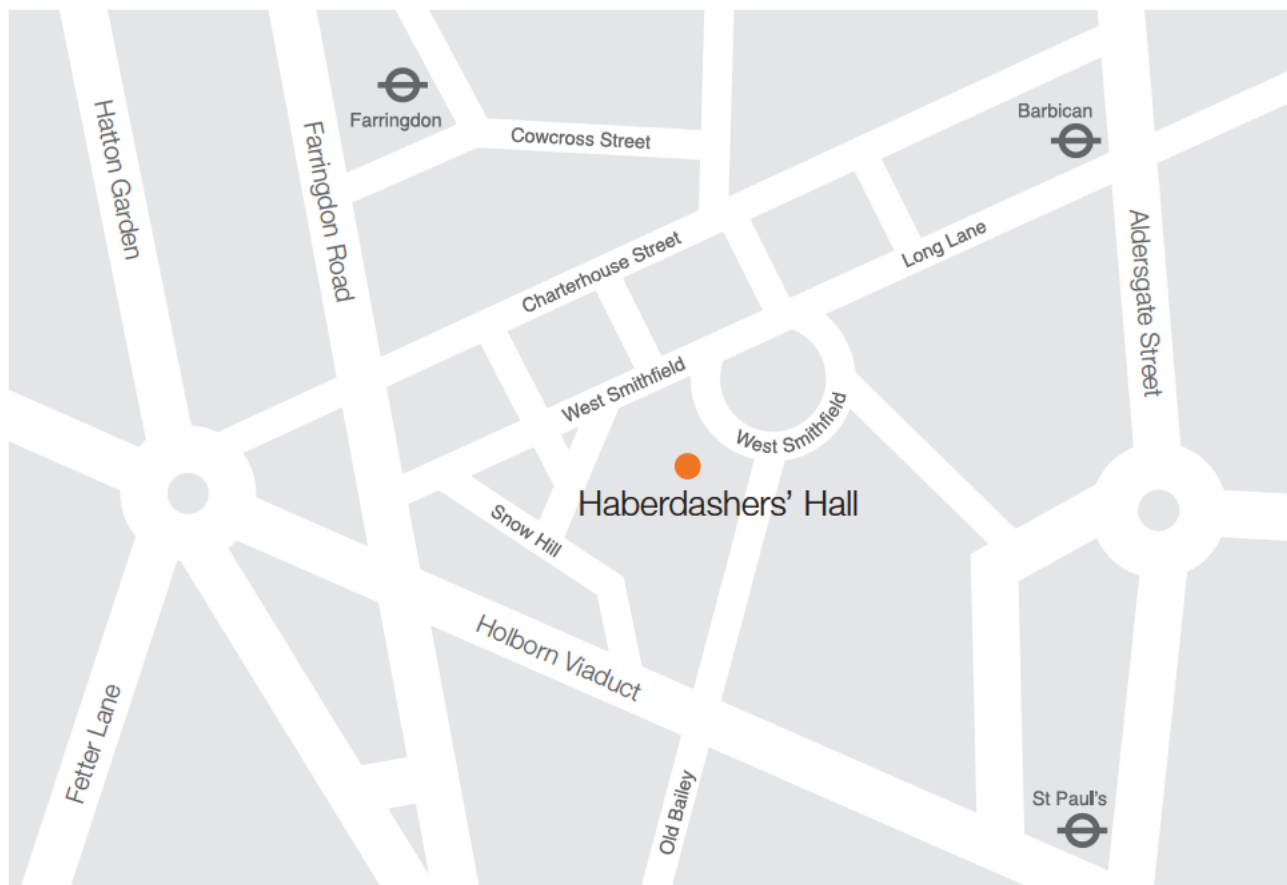 Hatton Garden
Farringdon Road
Farringdon
Cowcross Street
Barbican
Charterhouse Street
Long Lane
Aldersgate Street
West Smithfield
West Smithfield
Haberdashers' Hall
Snow Hill
Holborn Viaduct
Fetter Lane
Old Bailey
St Paul's